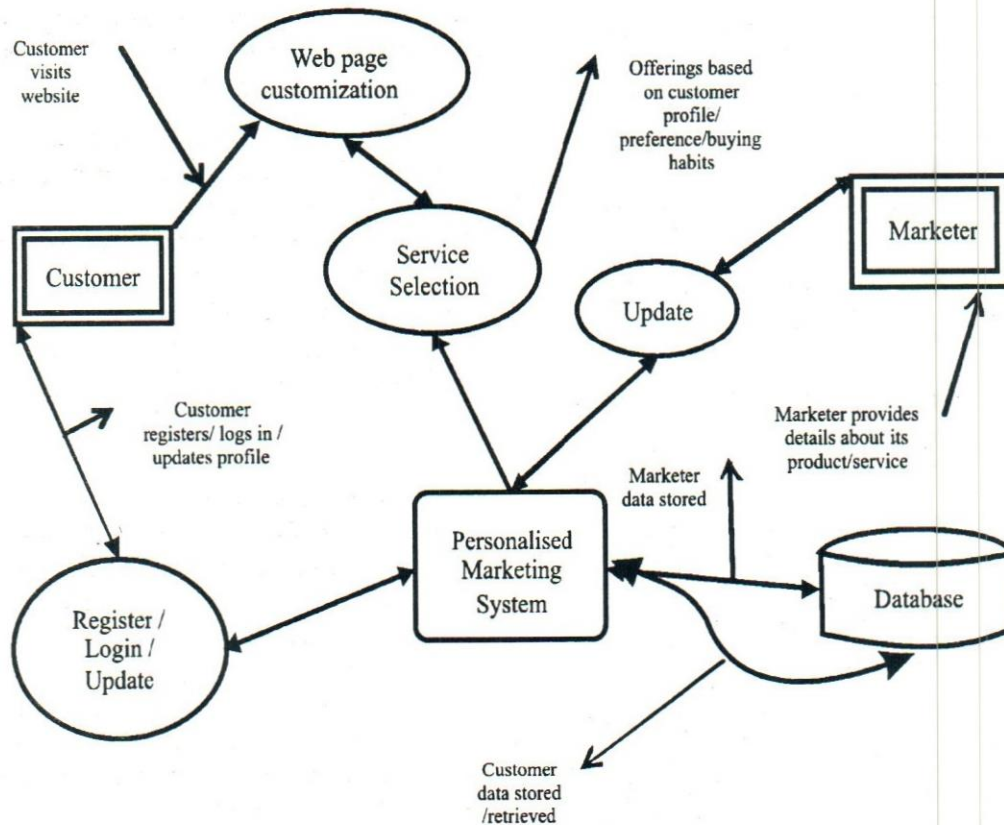 Customer
visits
website
Web page
customization
Offerings based
on customer
profile/
preference/buying
habits
Customer
Service
Selection
Update
Marketer
Customer
registers/ logs in /
updates profile
Marketer provides
details about its
product/service
Marketer
data stored
Personalised
Marketing
System
Database
Register /
Login /
Update
Customer
data stored
/retrieved